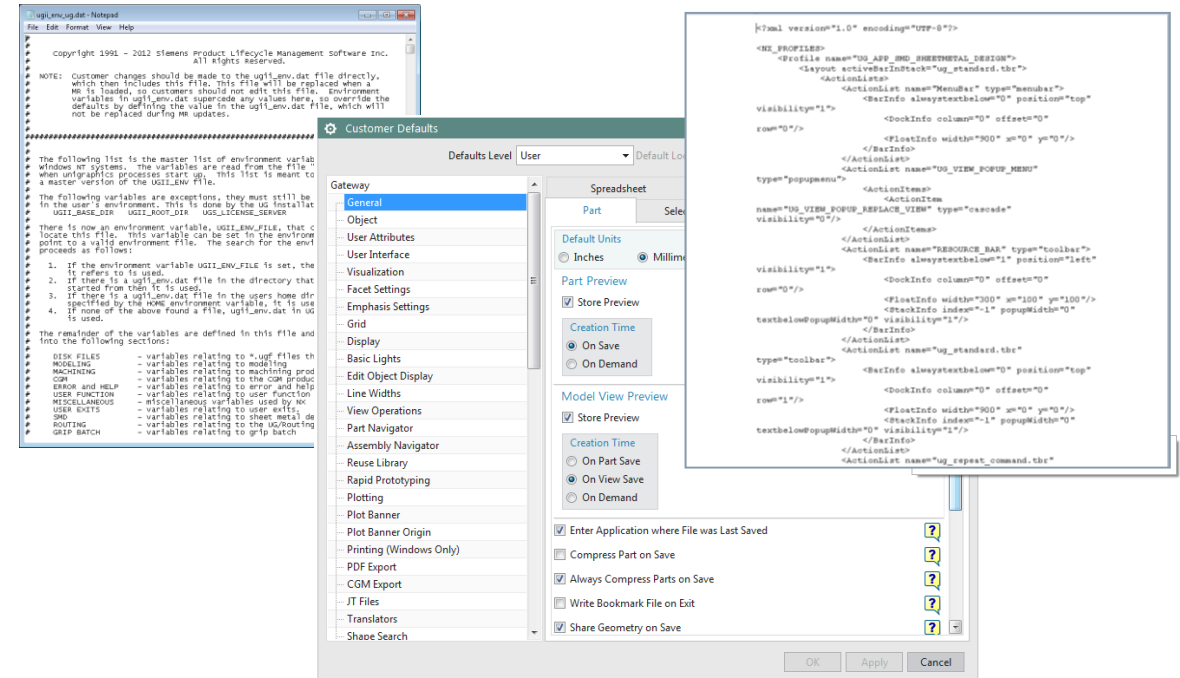 ugii_env_ug.dat - Notepad
File Edit Format View Help
#
#
# Copyright 1991 - 2012 Siemens Product Lifecycle Management Software Inc.
# All Rights Reserved.
#
# NOTE: Customer changes should be made to the ugii_env.dat file directly,
# which then includes this file. This file will be replaced when a
# MR is loaded, so customers should not edit this file. Environment
# variables in ugii_env.dat supercede any values here, so override the
# defaults by defining the value in the ugii_env.dat file, which will
# not be replaced during MR updates.
#
#
# The following list is the master list of environment variab
# Windows NT systems. The variables are read from the file "
# when unigraphics processes start up. This list is meant to
# a master version of the UGII_ENV file.
#
# The following variables are exceptions, they must still be
# in the user's environment. This is done by the UG installat
# UGII_BASE_DIR UGII_ROOT_DIR UGS_LICENSE_SERVER
#
# There is now an environment variable, UGII_ENV_FILE, that c
# locate this file. This variable can be set in the environm
# point to a valid environment file. The search for the envi
# proceeds as follows:
#
# 1. If the environment variable UGII_ENV_FILE is set, the
# it refers to is used.
# 2. If there is a ugii_env.dat file in the directory that
# started from then it is used.
# 3. If there is a ugii_env.dat file in the users home dir
# specified by the HOME environment variable, it is use
# 4. If none of the above found a file, ugii_env.dat in UG
# is used.
#
# The remainder of the variables are defined in this file and
# into the following sections:
#
# DISK FILES - variables relating to *.ugf files th
# MODELING - variables relating to modeling
# MACHINING - variables relating to machining prod
# CGM - variables relating to the CGM produc
# ERROR and HELP - variables relating to error and help
# USER FUNCTION - variables relating to user function
# MISCELLANEOUS - miscellaneous variables used by NX
# USER EXITS - variables relating to user exits.
# SMD - variables relating to sheet metal de
# ROUTING - variables relating to the UG/Routing
# GRIP BATCH - variables relating to grip batch
Customer Defaults
Defaults Level User Default Loc
Gateway
General
Object
User Attributes
User Interface
Visualization
Facet Settings
Emphasis Settings
Grid
Display
Basic Lights
Edit Object Display
Line Widths
View Operations
Part Navigator
Assembly Navigator
Reuse Library
Rapid Prototyping
Plotting
Plot Banner
Plot Banner Origin
Printing (Windows Only)
PDF Export
CGM Export
JT Files
Translators
Shape Search
Spreadsheet
Part Selec
Default Units
Inches Millime
Part Preview
Store Preview
Creation Time
On Save
On Demand
Model View Preview
Store Preview
Creation Time
On Part Save
On View Save
On Demand
Enter Application where File was Last Saved ?
Compress Part on Save ?
Always Compress Parts on Save ?
Write Bookmark File on Exit ?
Share Geometry on Save ?
OK Apply Cancel
<?xml version="1.0" encoding="UTF-8"?>
<NX_PROFILES>
<Profile name="UG_APP_SMD_SHEETMETAL_DESIGN">
<Layout activeBarInStack="ug_standard.tbr">
<ActionLists>
<ActionList name="MenuBar" type="menubar">
<BarInfo alwaystextbelow="0" position="top"
visibility="1">
<DockInfo column="0" offset="0"
row="0"/>
<FloatInfo width="900" x="0" y="0"/>
</BarInfo>
</ActionList>
<ActionList name="UG_VIEW_POPUP_MENU"
type="popupmenu">
<ActionItems>
<ActionItem
name="UG_VIEW_POPUP_REPLACE_VIEW" type="cascade"
visibility="0"/>
</ActionItems>
</ActionList>
<ActionList name="RESOURCE_BAR" type="toolbar">
<BarInfo alwaystextbelow="1" position="left"
visibility="1">
<DockInfo column="0" offset="0"
row="0"/>
<FloatInfo width="300" x="100" y="100"/>
<StackInfo index="-1" popupWidth="0"
textbelowPopupWidth="0" visibility="1"/>
</BarInfo>
</ActionList>
<ActionList name="ug_standard.tbr"
type="toolbar">
<BarInfo alwaystextbelow="0" position="top"
visibility="1">
<DockInfo column="0" offset="0"
row="1"/>
<FloatInfo width="900" x="0" y="0"/>
<StackInfo index="-1" popupWidth="0"
textbelowPopupWidth="0" visibility="1"/>
</BarInfo>
</ActionList>
<ActionList name="ug_repeat_command.tbr"